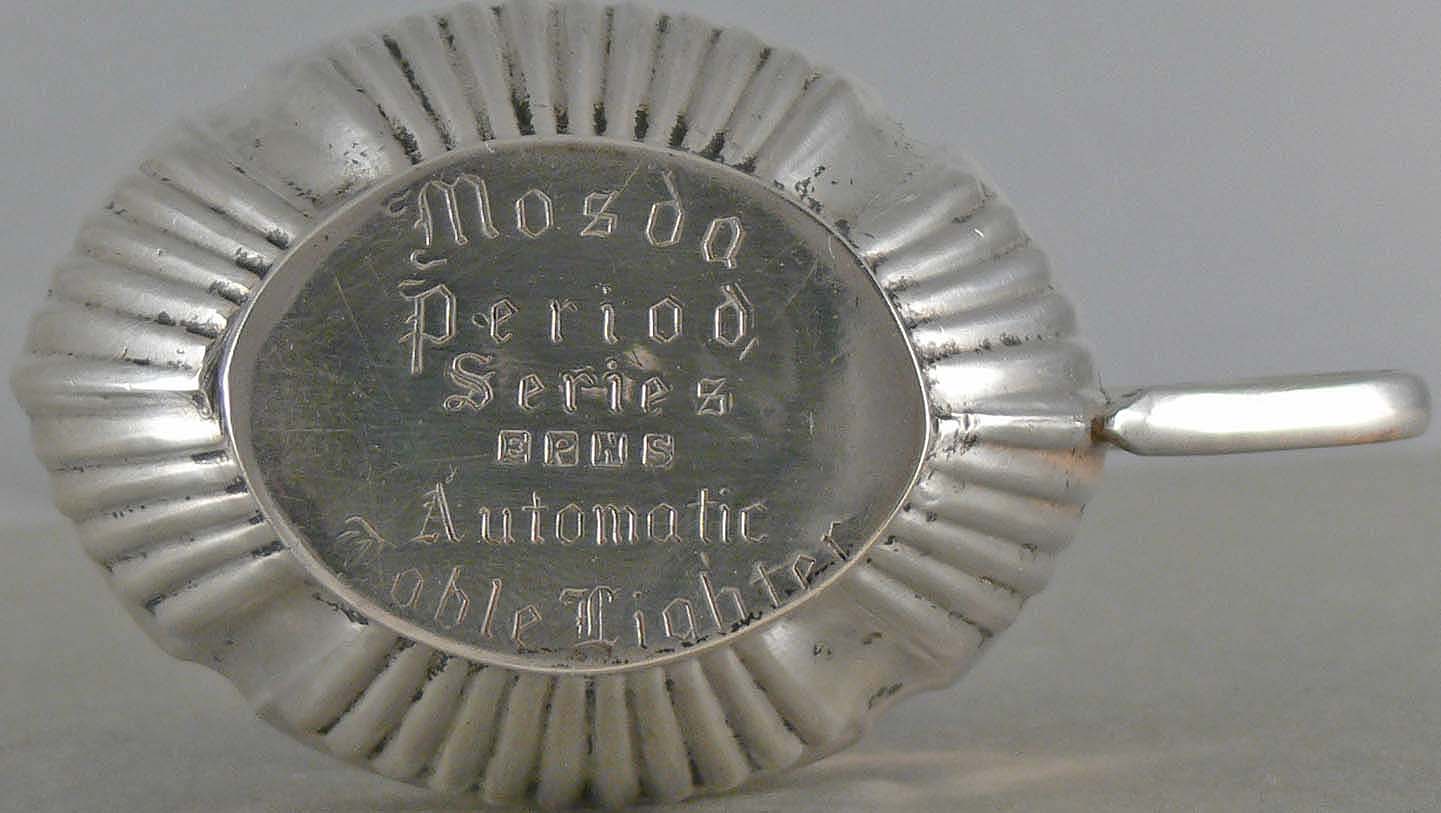 Mosda
Period
Series
EPNS
Automatic
Table Lighter